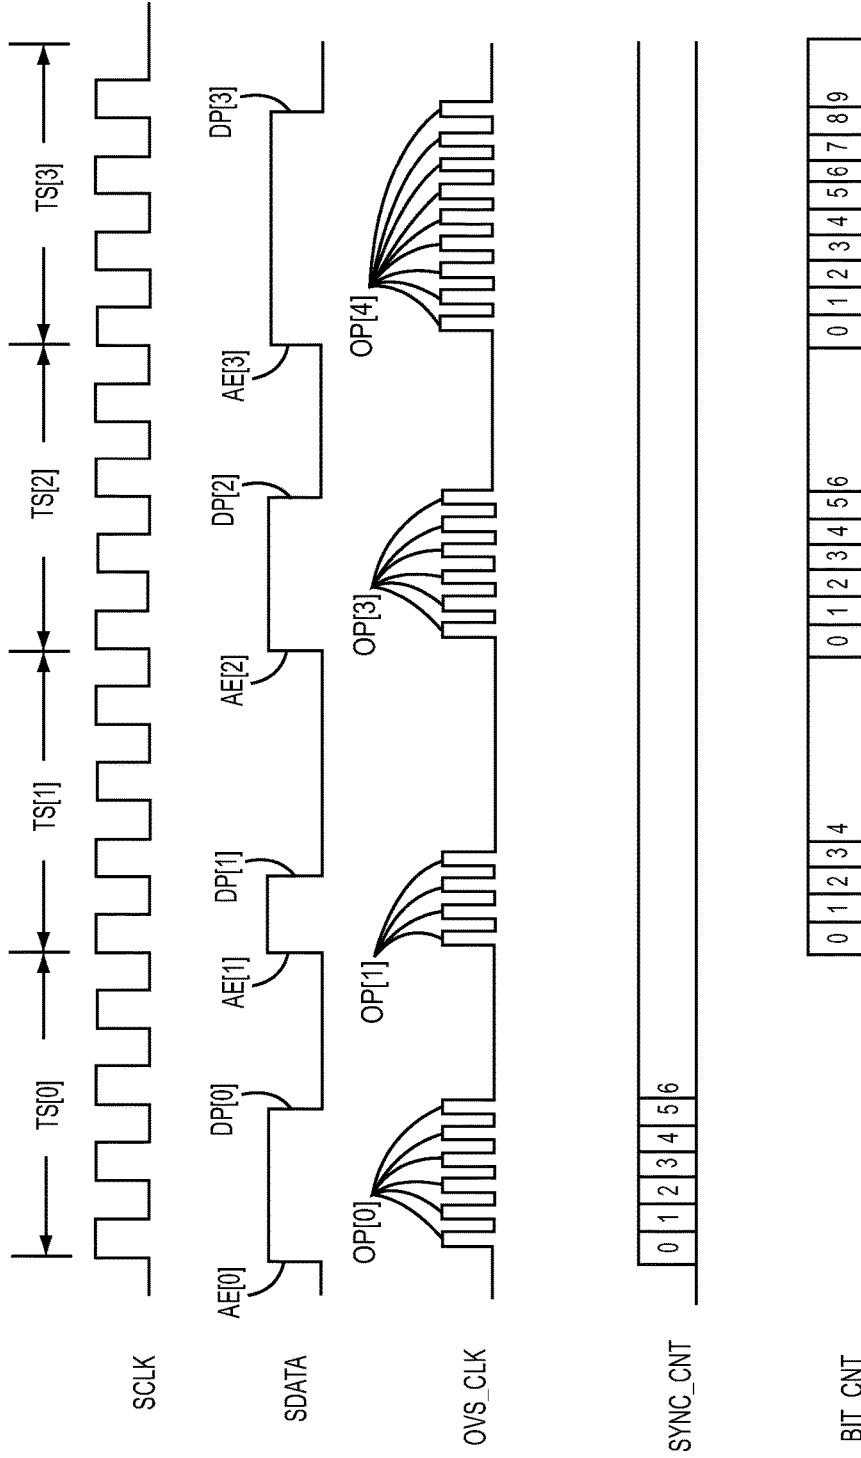 TS[0] TS[1] TS[2] TS[3]
SCLK
AE[0] DP[0] AE[1] DP[1] AE[2] DP[2] AE[3] DP[3]
SDATA
OP[0] OP[1] OP[3] OP[4]
OVS_CLK
0 1 2 3 4 5 6
SYNC_CNT
0 1 2 3 4 0 1 2 3 4 5 6 0 1 2 3 4 5 6 7 8 9
BIT_CNT